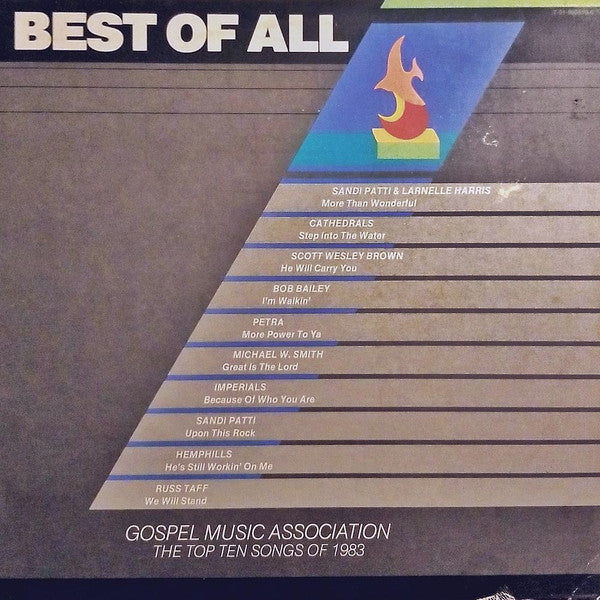 BEST OF ALL
SANDI PATTI & LARNELLE HARRIS
More Than Wonderful
CATHEDRALS
Step Into The Water
SCOTT WESLEY BROWN
He Will Carry You
BOB BAILEY
I'm Walkin'
PETRA
More Power To Ya
MICHAEL W. SMITH
Great Is The Lord
IMPERIALS
Because Of Who You Are
SANDI PATTI
Upon This Rock
HEMPHILLS
He's Still Workin' On Me
RUSS TAFF
We Will Stand
GOSPEL MUSIC ASSOCIATION
THE TOP TEN SONGS OF 1983